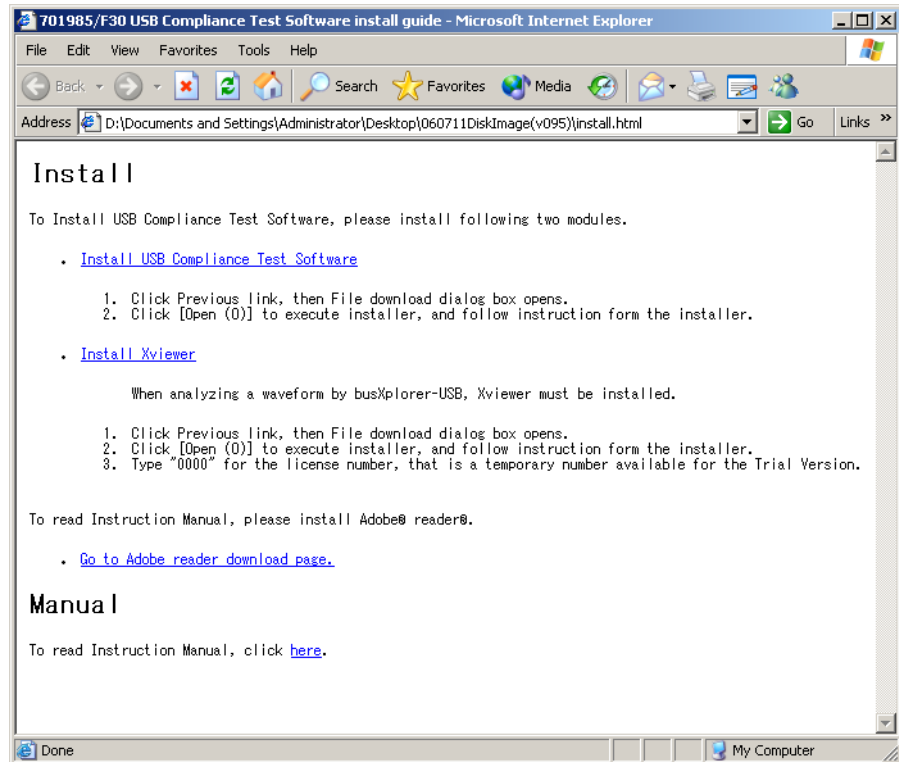 701985/F30 USB Compliance Test Software install guide - Microsoft Internet Explorer
File Edit View Favorites Tools Help
Back Search Favorites Media
Address D:\Documents and Settings\Administrator\Desktop\060711DiskImage(v095)\install.html Go Links »
Install
To Install USB Compliance Test Software, please install following two modules.
• Install USB Compliance Test Software
1. Click Previous link, then File download dialog box opens.
2. Click [Open (O)] to execute installer, and follow instruction form the installer.
• Install Xviewer
When analyzing a waveform by busXplorer-USB, Xviewer must be installed.
1. Click Previous link, then File download dialog box opens.
2. Click [Open (O)] to execute installer, and follow instruction form the installer.
3. Type "0000" for the license number, that is a temporary number available for the Trial Version.
To read Instruction Manual, please install Adobe® reader®.
• Go to Adobe reader download page.
Manual
To read Instruction Manual, click here.
Done My Computer